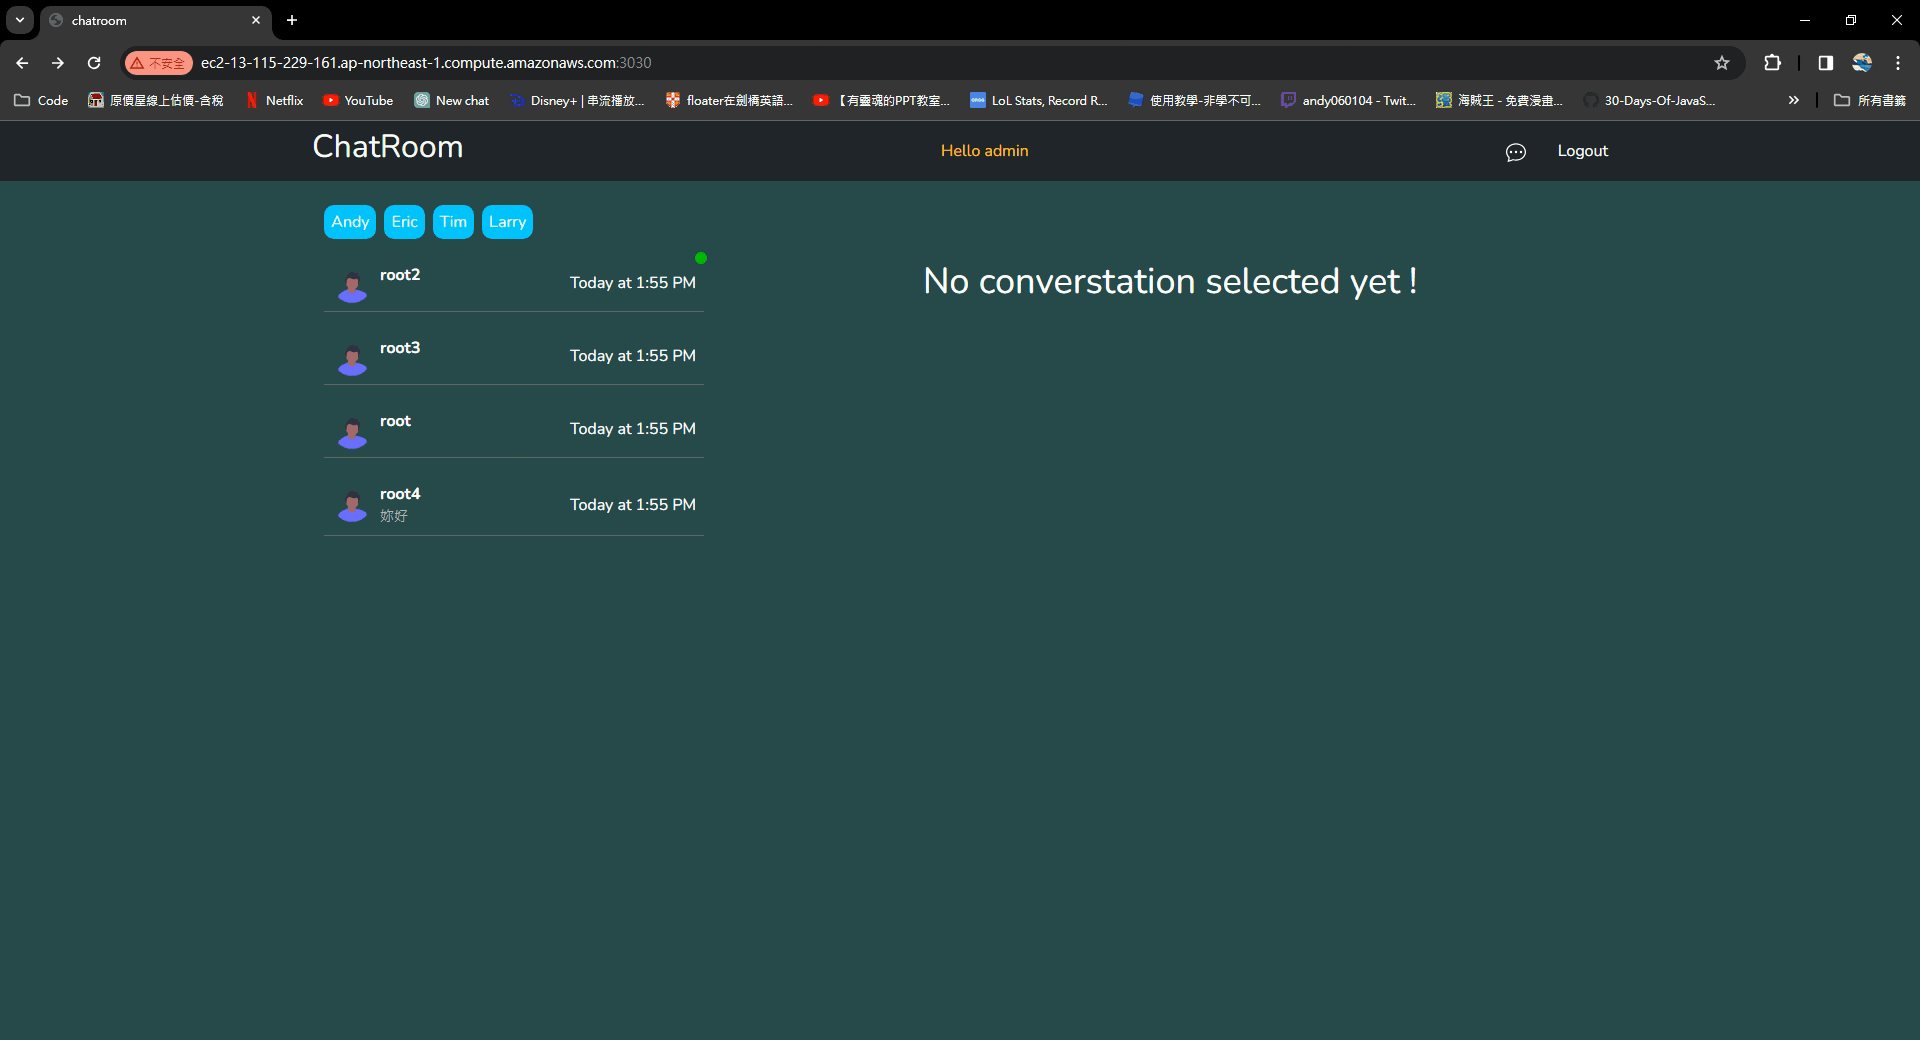 chatroom
不安全
ec2-13-115-229-161.ap-northeast-1.compute.amazonaws.com:3030
Code
原價屋線上估價-含稅
Netflix
YouTube
New chat
Disney+ | 串流播放...
floater在劍橋英語...
【有靈魂的PPT教室...
LoL Stats, Record R...
使用教學-非學不可...
andy060104 - Twit...
海賊王 - 免費漫畫...
30-Days-Of-JavaS...
所有書籤
ChatRoom
Hello admin
Logout
Andy Eric Tim Larry
root2
Today at 1:55 PM
root3
Today at 1:55 PM
root
Today at 1:55 PM
root4
妳好
Today at 1:55 PM
No converstation selected yet !